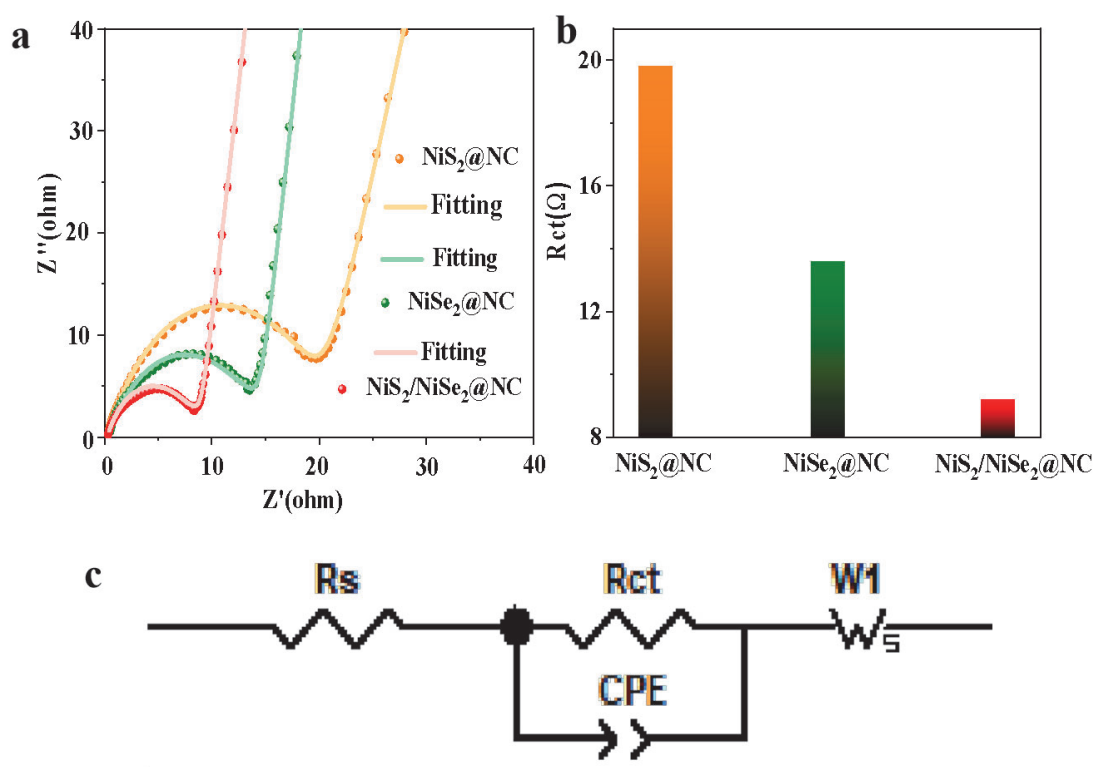 a
40
30
20
10
0
Z''(ohm)
NiS₂@NC
Fitting
Fitting
NiSe₂@NC
Fitting
NiS₂/NiSe₂@NC
0 10 20 30 40
Z'(ohm)
b
20
16
12
8
Rct(Ω)
NiS₂@NC NiSe₂@NC NiS₂/NiSe₂@NC
c
Rs Rct W1
CPE
s